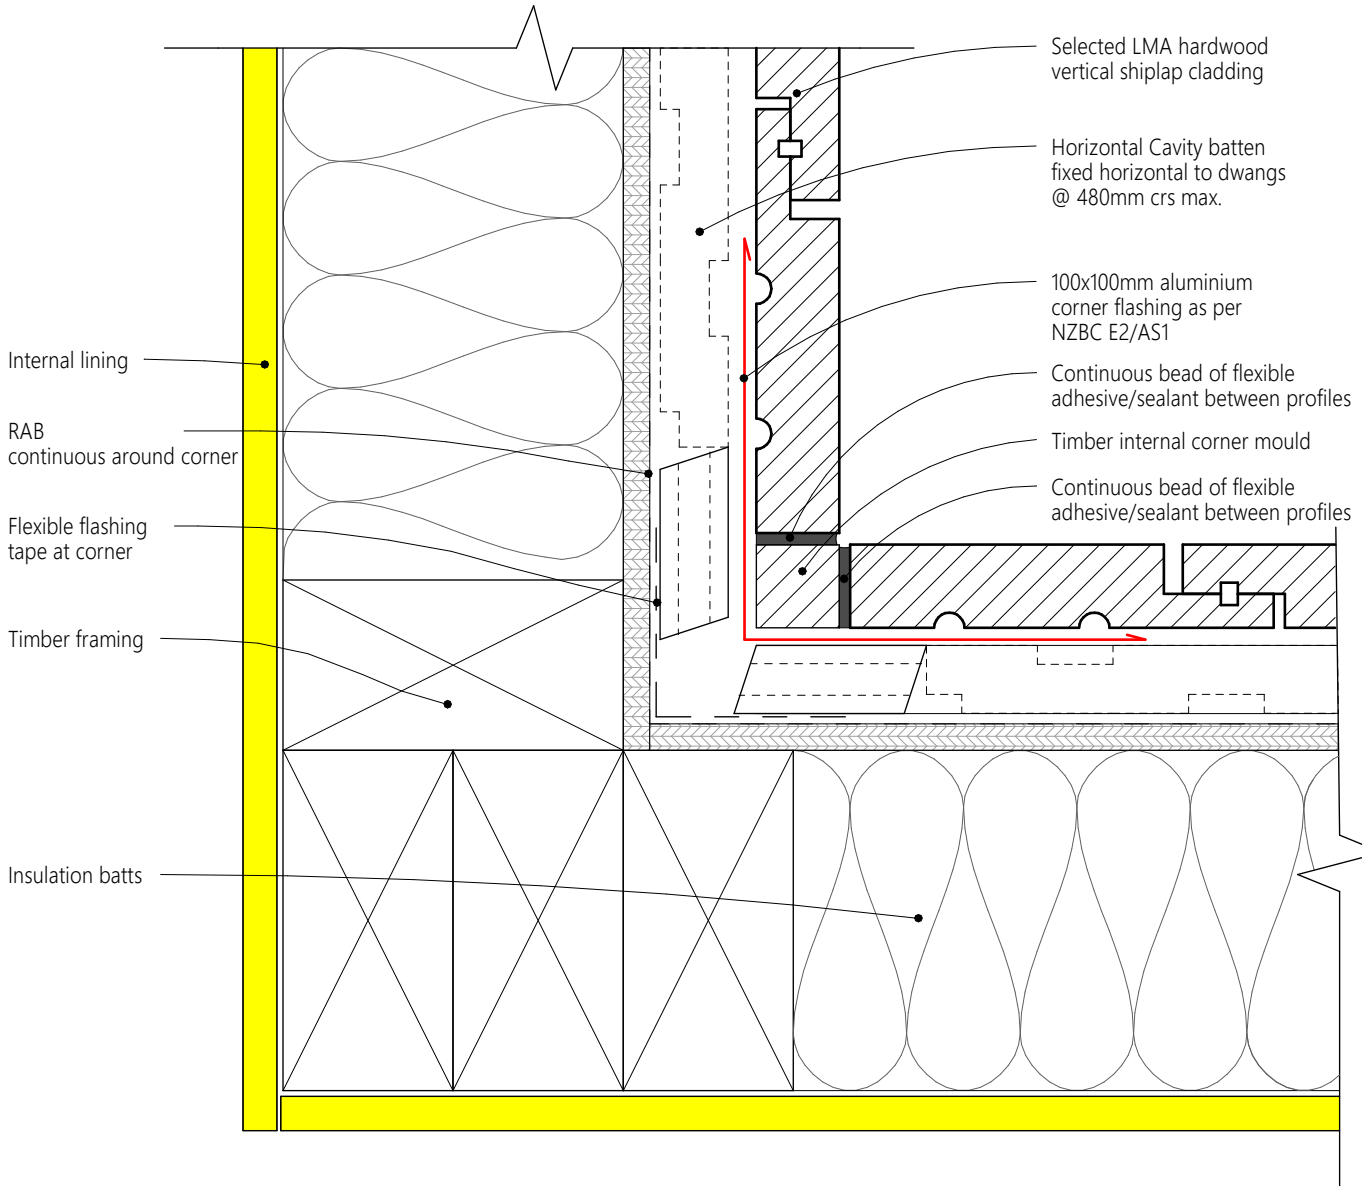 Selected LMA hardwood
vertical shiplap cladding
Horizontal Cavity batten
fixed horizontal to dwangs
@ 480mm crs max.
100x100mm aluminium
corner flashing as per
NZBC E2/AS1
Continuous bead of flexible
adhesive/sealant between profiles
Timber internal corner mould
Continuous bead of flexible
adhesive/sealant between profiles
Internal lining
RAB
continuous around corner
Flexible flashing
tape at corner
Timber framing
Insulation batts